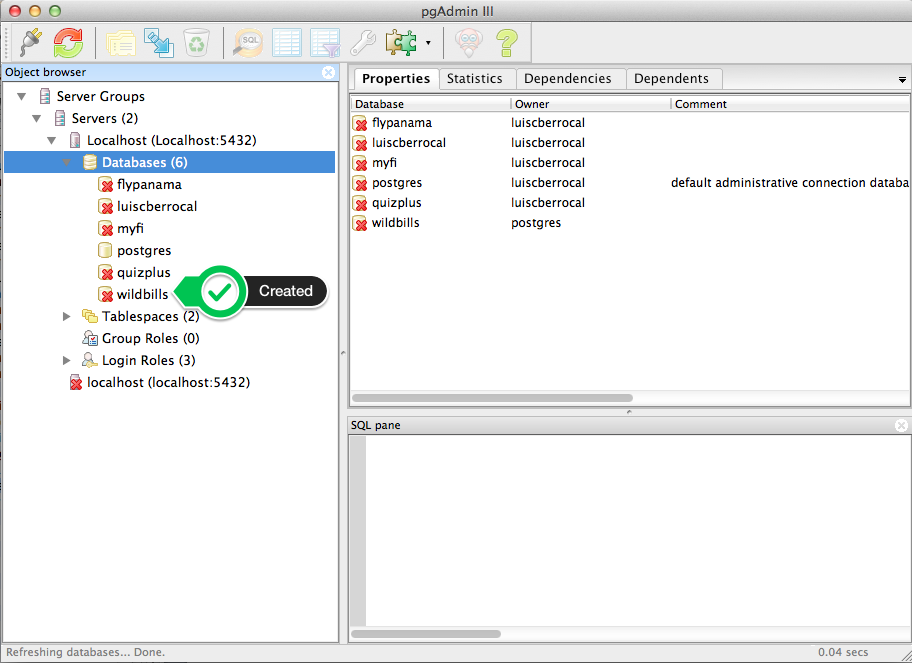 pgAdmin III
SQL
Object browser
Server Groups
Servers (2)
Localhost (Localhost:5432)
Databases (6)
flypanama
luiscberrocal
myfi
postgres
quizplus
wildbills
Created
Tablespaces (2)
Group Roles (0)
Login Roles (3)
localhost (localhost:5432)
Properties Statistics Dependencies Dependents
Database Owner Comment
flypanama luiscberrocal
luiscberrocal luiscberrocal
myfi luiscberrocal
postgres luiscberrocal default administrative connection databa
quizplus luiscberrocal
wildbills postgres
SQL pane
Refreshing databases... Done. 0.04 secs